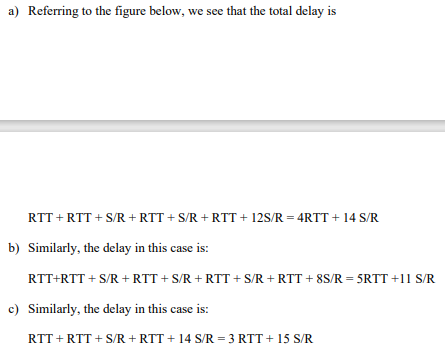 a) Referring to the figure below, we see that the total delay is
RTT + RTT + S/R + RTT + S/R + RTT + 12S/R = 4RTT + 14 S/R
b) Similarly, the delay in this case is:
RTT+RTT + S/R + RTT + S/R + RTT + S/R + RTT + 8S/R = 5RTT +11 S/R
c) Similarly, the delay in this case is:
RTT + RTT + S/R + RTT + 14 S/R = 3 RTT + 15 S/R